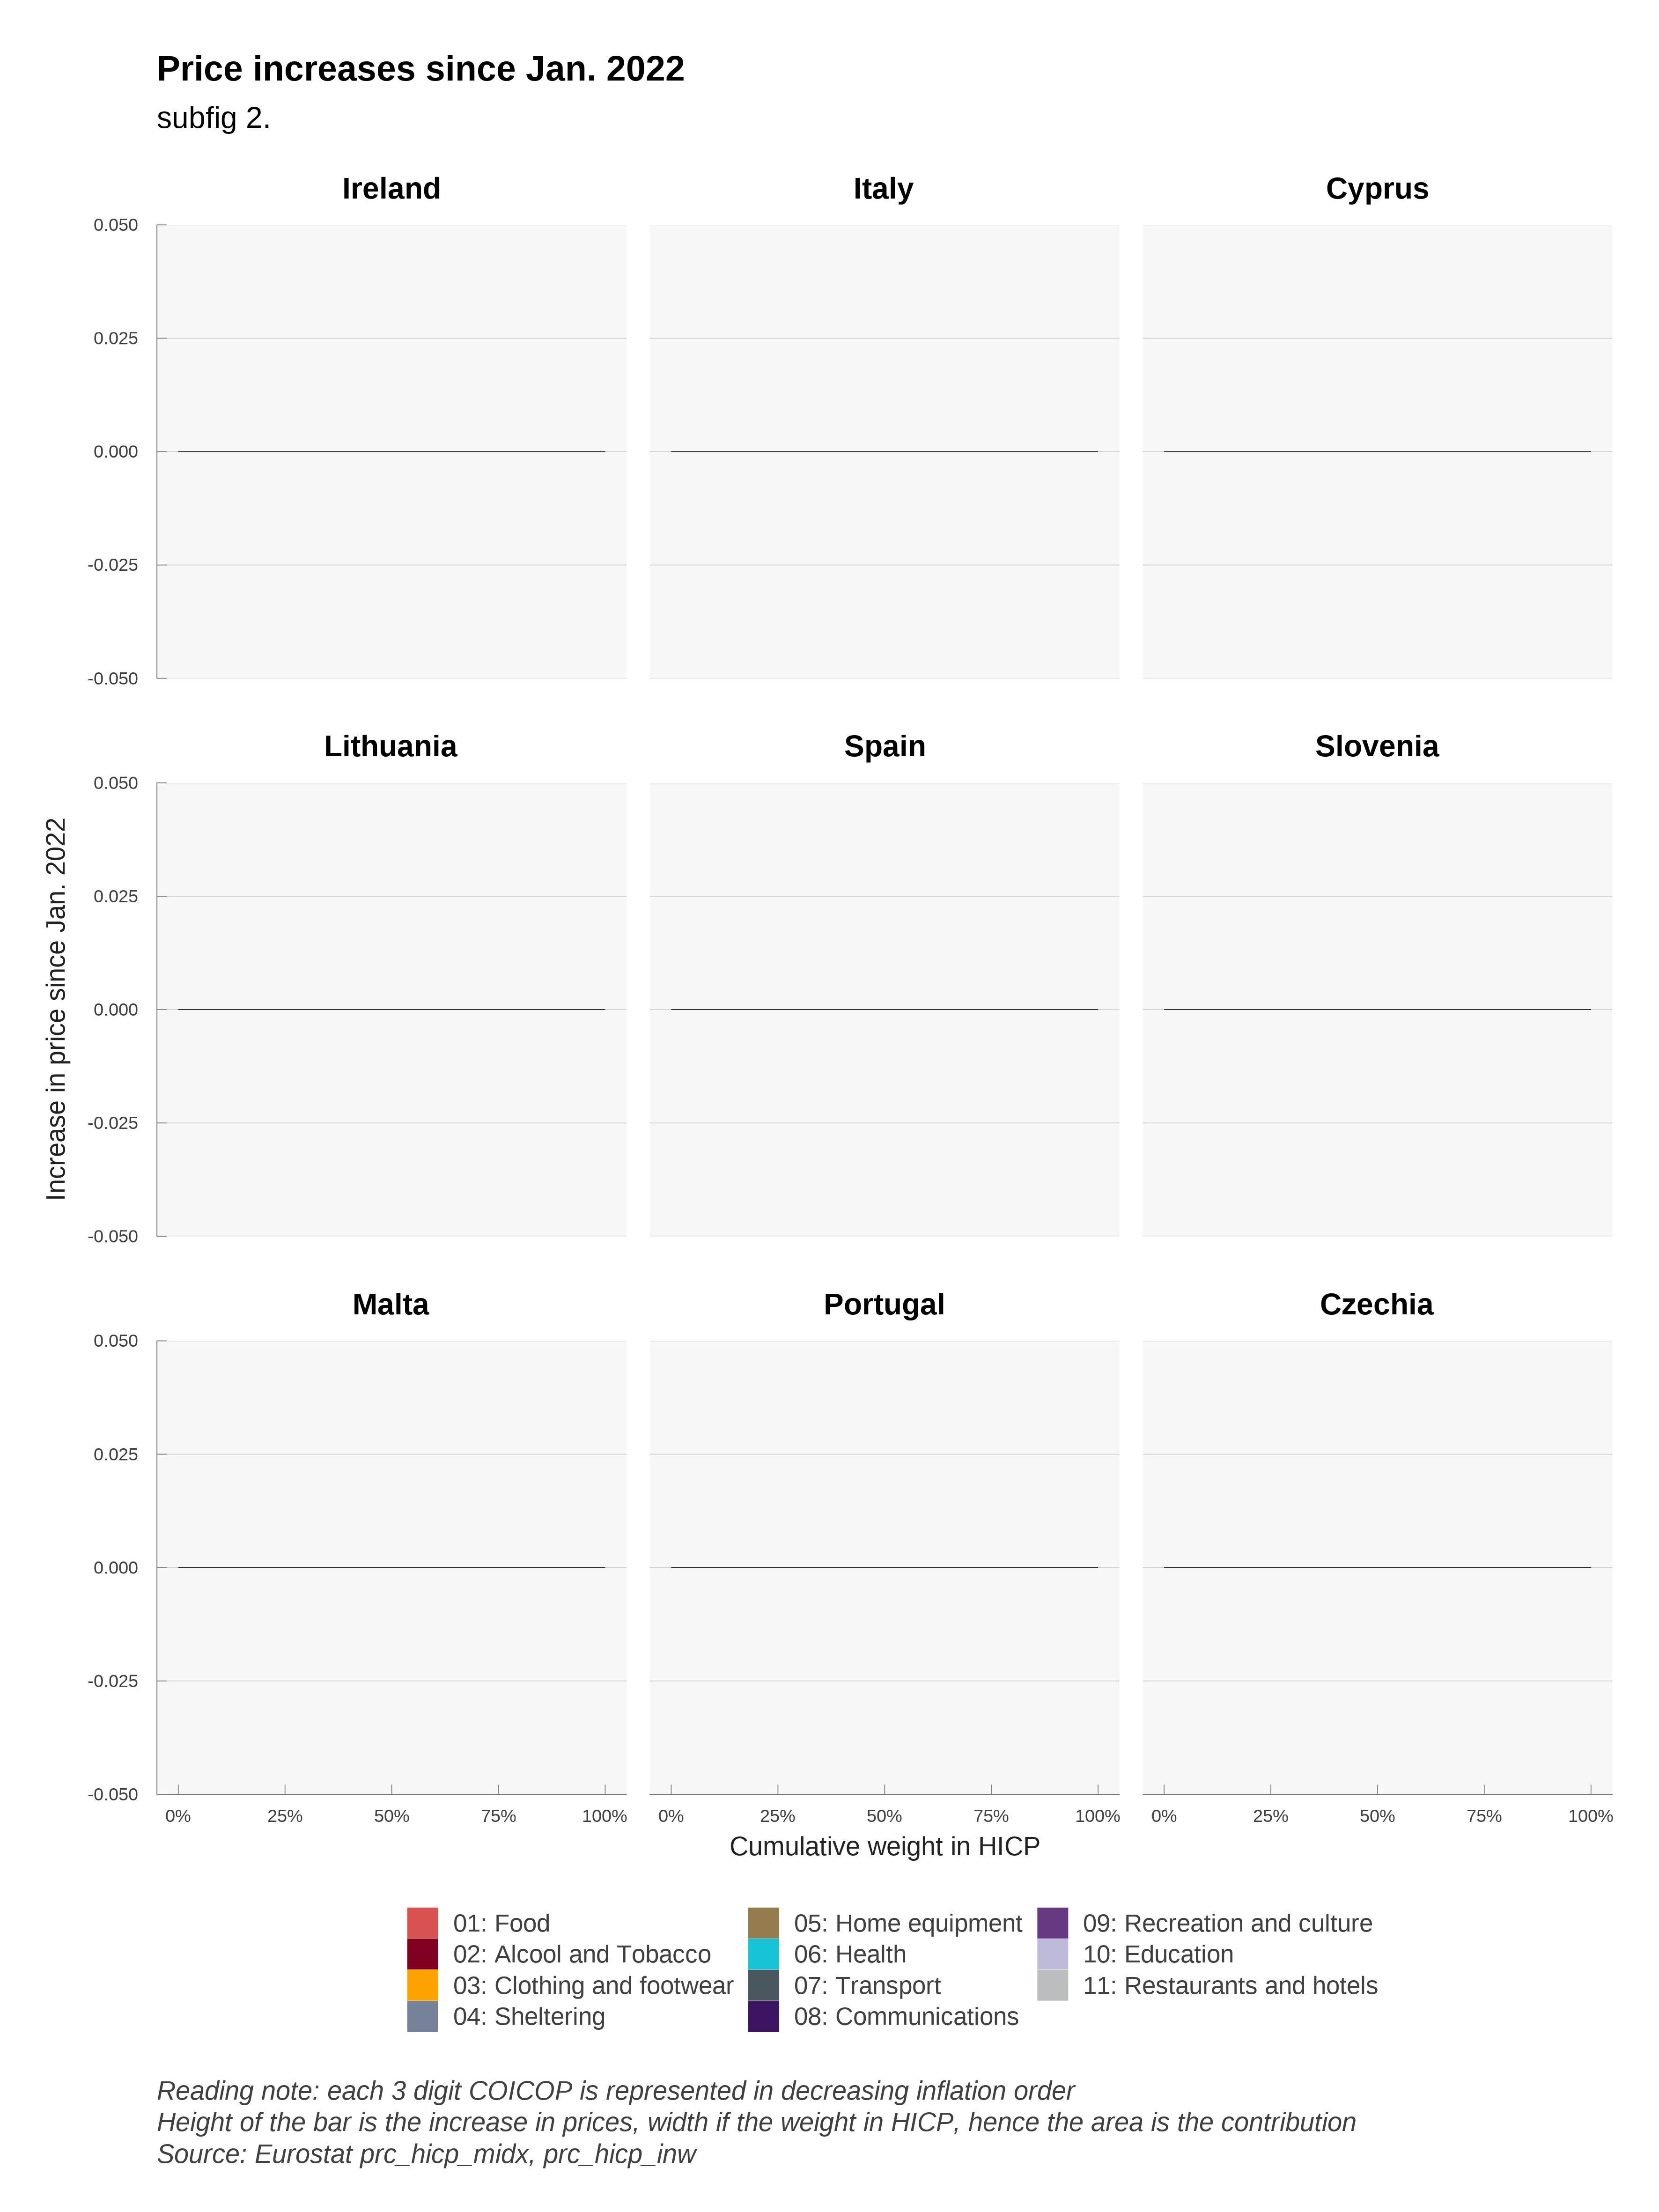 Price increases since Jan. 2022
subfig 2.
Ireland Italy Cyprus
0.050
0.025
0.000
-0.025
-0.050
Lithuania Spain Slovenia
0.050
0.025
0.000
-0.025
-0.050
Increase in price since Jan. 2022
Malta Portugal Czechia
0.050
0.025
0.000
-0.025
-0.050
0% 25% 50% 75% 100% 0% 25% 50% 75% 100% 0% 25% 50% 75% 100%
Cumulative weight in HICP
01: Food 05: Home equipment 09: Recreation and culture
02: Alcool and Tobacco 06: Health 10: Education
03: Clothing and footwear 07: Transport 11: Restaurants and hotels
04: Sheltering 08: Communications
Reading note: each 3 digit COICOP is represented in decreasing inflation order
Height of the bar is the increase in prices, width if the weight in HICP, hence the area is the contribution
Source: Eurostat prc_hicp_midx, prc_hicp_inw